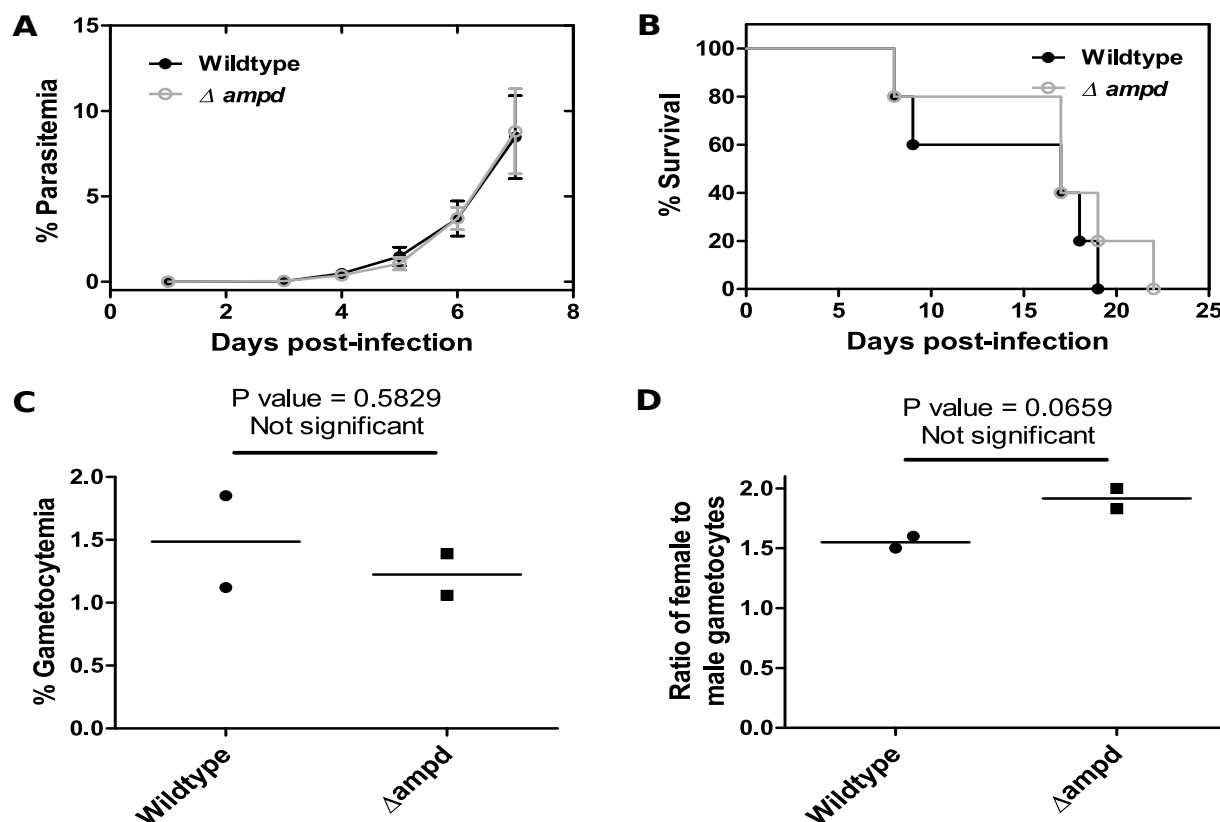 A
15
10
5
0
% Parasitemia
Wildtype
Δ ampd
0 2 4 6 8
Days post-infection
B
100
80
60
40
20
0
% Survival
Wildtype
Δ ampd
0 5 10 15 20 25
Days post-infection
C
P value = 0.5829
Not significant
2.0
1.5
1.0
0.5
0.0
% Gametocytemia
Wildtype
Δampd
D
P value = 0.0659
Not significant
2.0
1.5
1.0
0.5
0.0
Ratio of female to
male gametocytes
Wildtype
Δampd